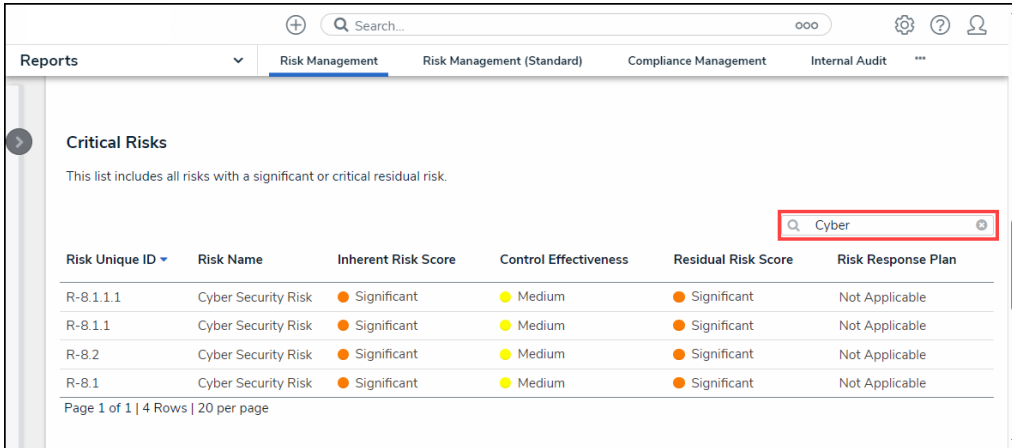 Search...
Reports Risk Management Risk Management (Standard) Compliance Management Internal Audit
Critical Risks
This list includes all risks with a significant or critical residual risk.
Cyber
Risk Unique ID Risk Name Inherent Risk Score Control Effectiveness Residual Risk Score Risk Response Plan
R-8.1.1.1 Cyber Security Risk Significant Medium Significant Not Applicable
R-8.1.1 Cyber Security Risk Significant Medium Significant Not Applicable
R-8.2 Cyber Security Risk Significant Medium Significant Not Applicable
R-8.1 Cyber Security Risk Significant Medium Significant Not Applicable
Page 1 of 1 | 4 Rows | 20 per page